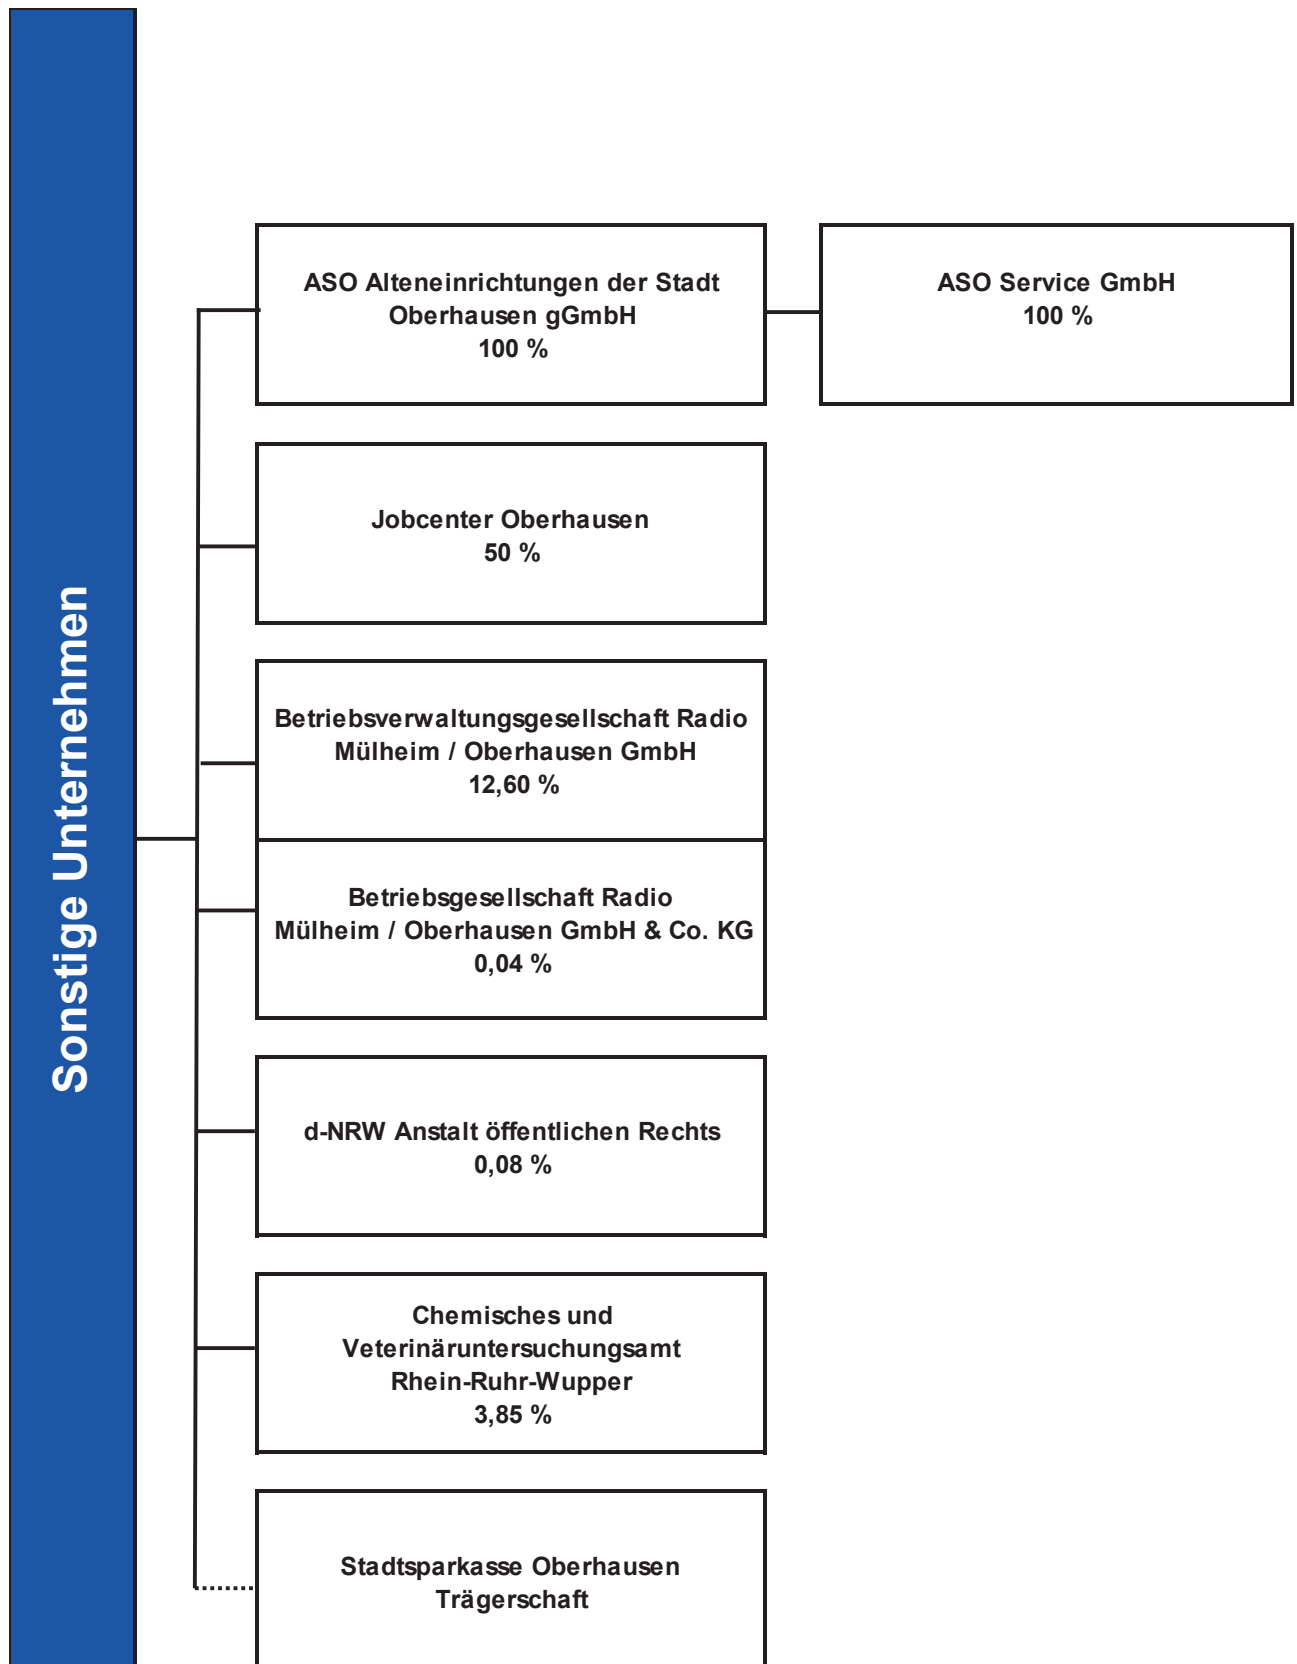 Sonstige Unternehmen
ASO Alteneinrichtungen der Stadt
Oberhausen gGmbH
100 %
ASO Service GmbH
100 %
Jobcenter Oberhausen
50 %
Betriebsverwaltungsgesellschaft Radio
Mülheim / Oberhausen GmbH
12,60 %
Betriebsgesellschaft Radio
Mülheim / Oberhausen GmbH & Co. KG
0,04 %
d-NRW Anstalt öffentlichen Rechts
0,08 %
Chemisches und
Veterinäruntersuchungsamt
Rhein-Ruhr-Wupper
3,85 %
Stadtsparkasse Oberhausen
Trägerschaft